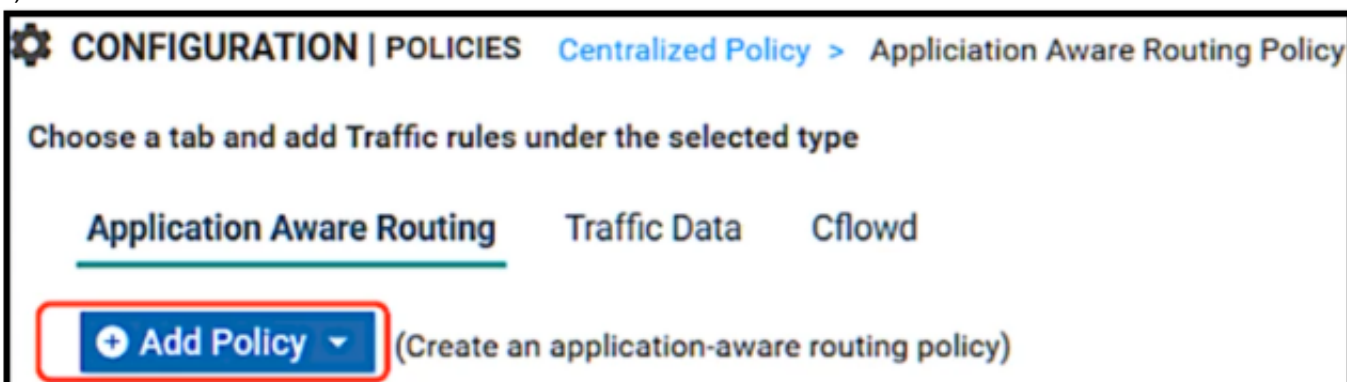 CONFIGURATION | POLICIES Centralized Policy > Appliciation Aware Routing Policy
Choose a tab and add Traffic rules under the selected type
Application Aware Routing Traffic Data Cflowd
Add Policy (Create an application-aware routing policy)